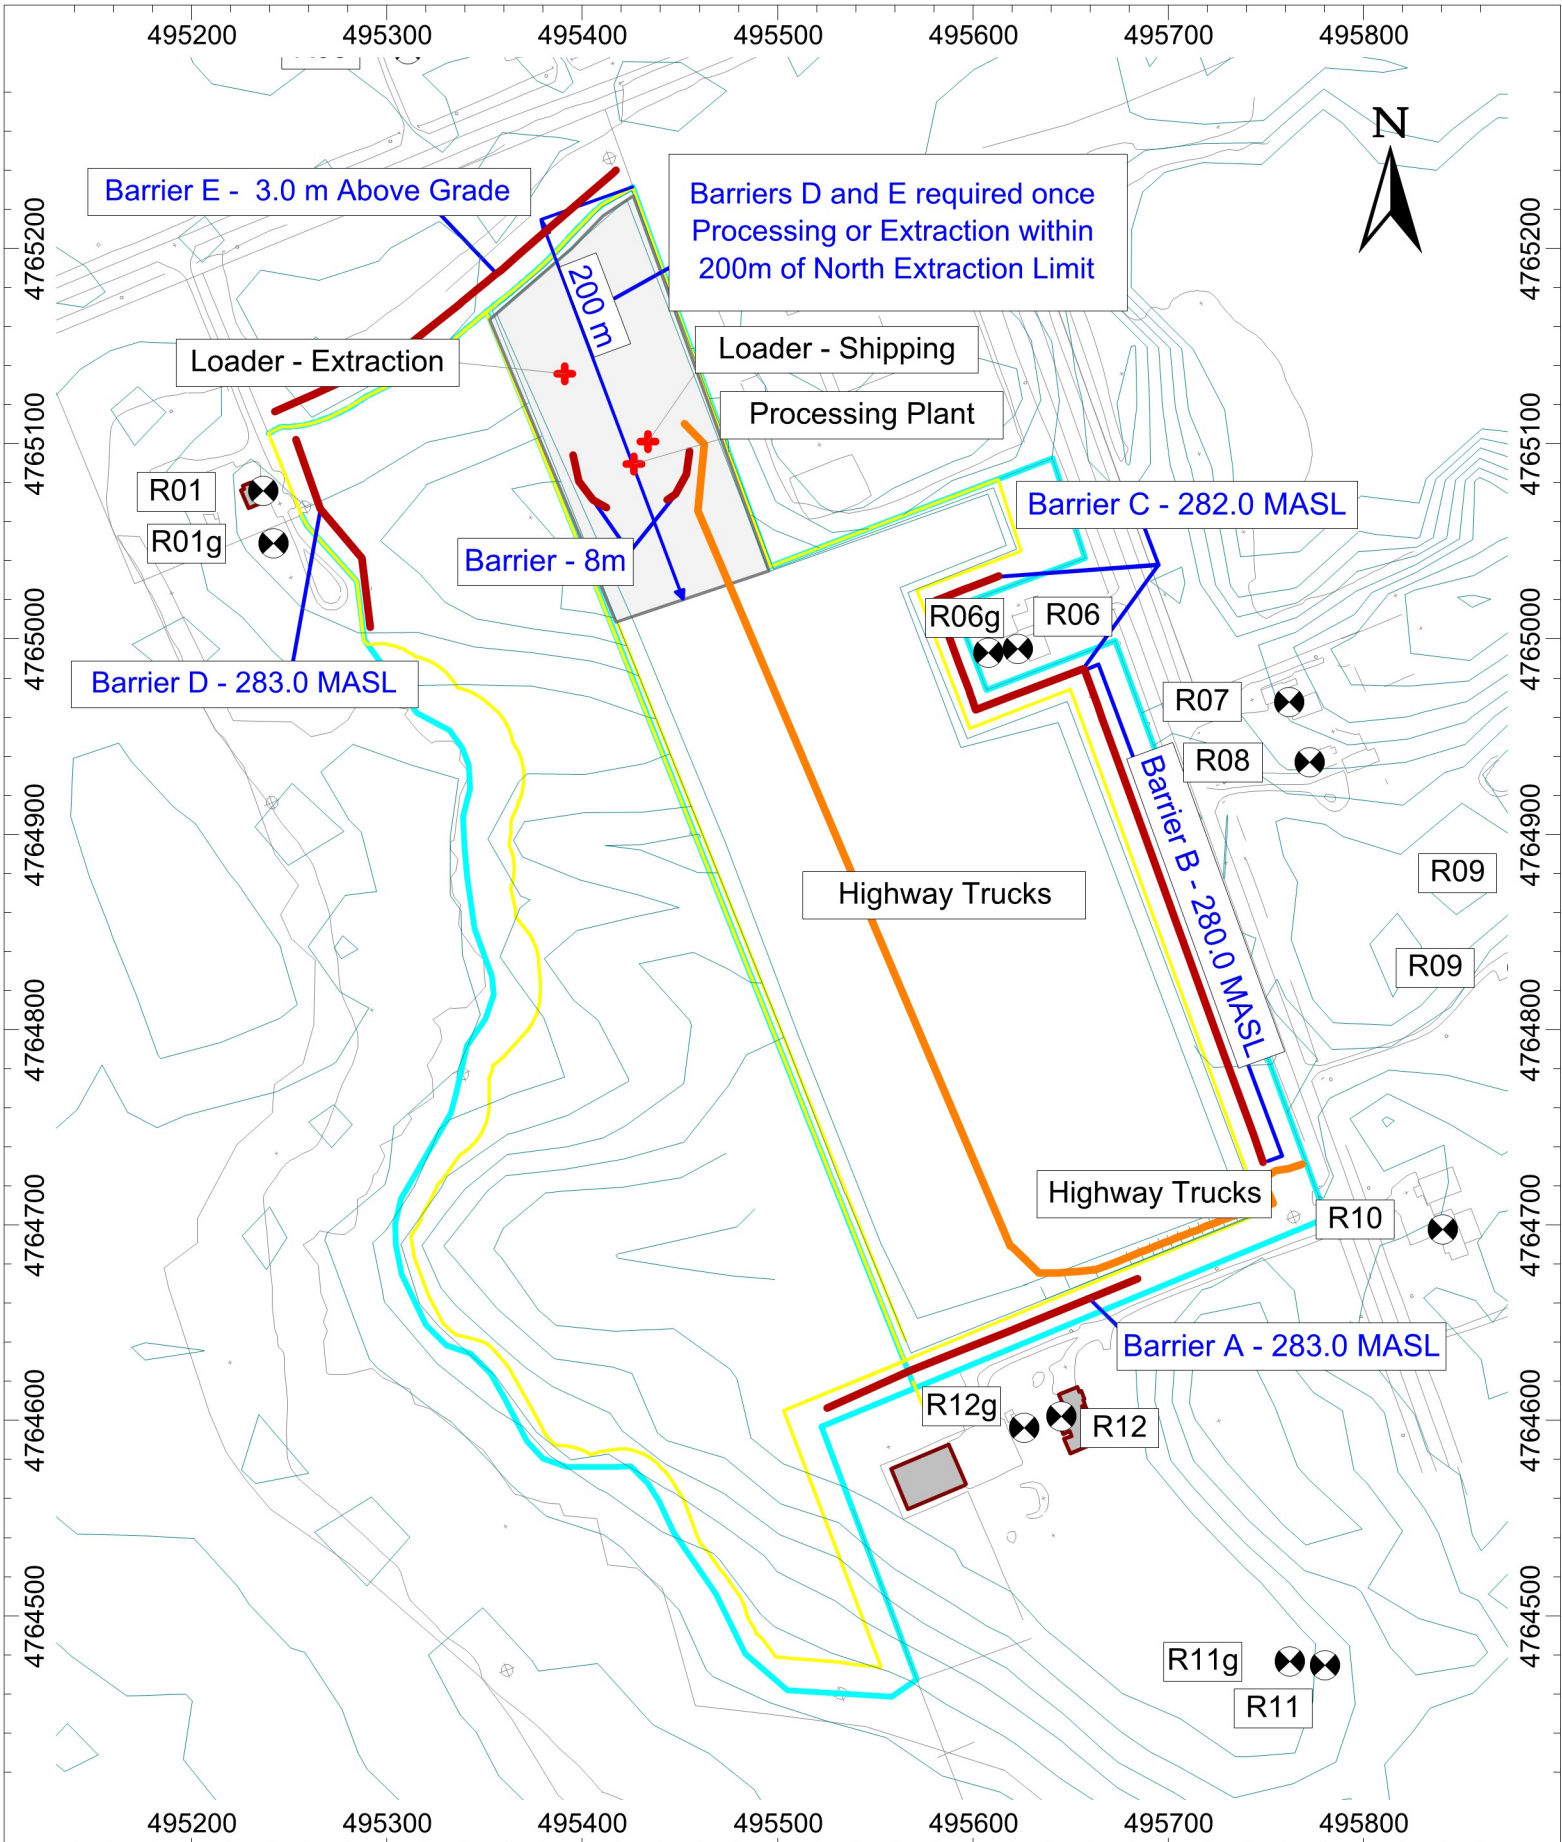 495200 495300 495400 495500 495600 495700 495800
N
Barrier E - 3.0 m Above Grade
Barriers D and E required once
Processing or Extraction within
200m of North Extraction Limit
4765200
4765200
200 m
Loader - Extraction
Loader - Shipping
Processing Plant
4765100
4765100
R01
R01g
Barrier - 8m
Barrier C - 282.0 MASL
R06g
R06
4765000
4765000
Barrier D - 283.0 MASL
R07
R08
Barrier B - 280.0 MASL
4764900
4764900
Highway Trucks
R09
R09
4764800
4764800
Highway Trucks
R10
4764700
4764700
Barrier A - 283.0 MASL
R12g
R12
4764600
4764600
4764500
4764500
R11g
R11
495200 495300 495400 495500 495600 495700 495800